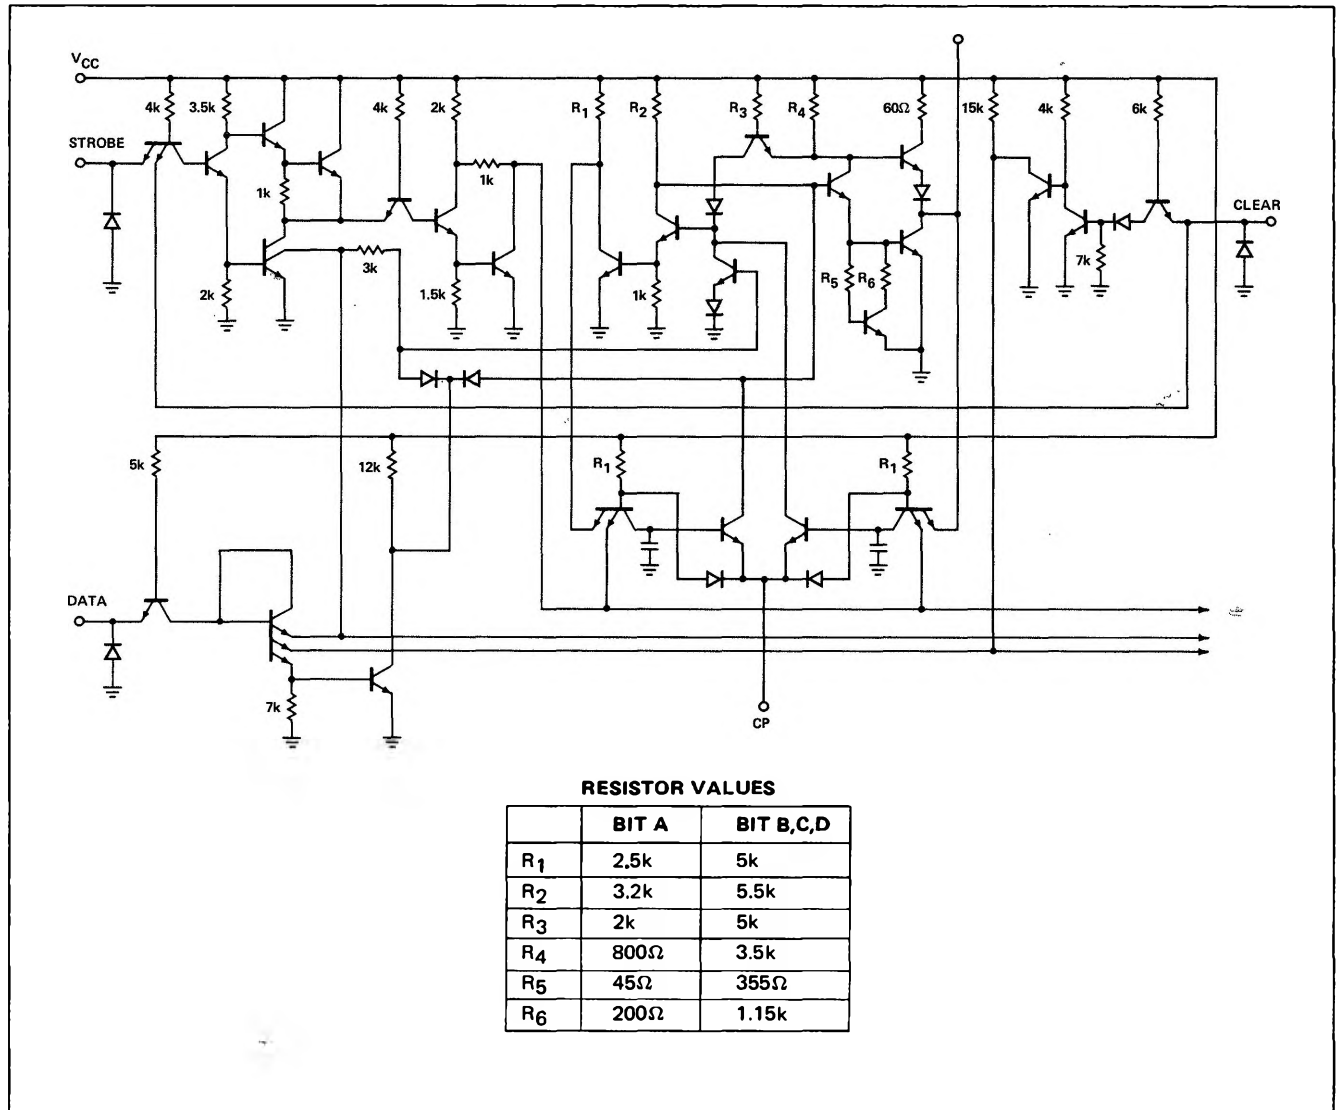 VCC
4k 3.5k 4k 2k R1 R2 R3 R4 60Ω 15k 4k 6k
STROBE
1k 1k
CLEAR
3k
2k 1.5k 1k R5 R6 7k
5k 12k R1 R1
DATA
7k
CP
RESISTOR VALUES
BIT A BIT B,C,D
R1 2.5k 5k
R2 3.2k 5.5k
R3 2k 5k
R4 800Ω 3.5k
R5 45Ω 355Ω
R6 200Ω 1.15k